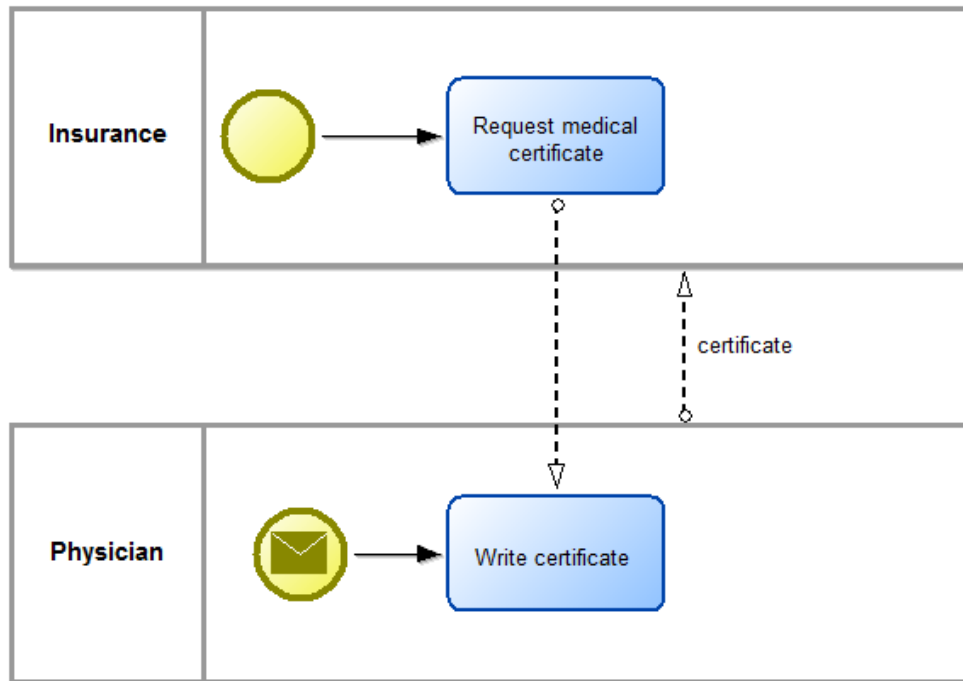 Insurance
Request medical
certificate
certificate
Physician
Write certificate